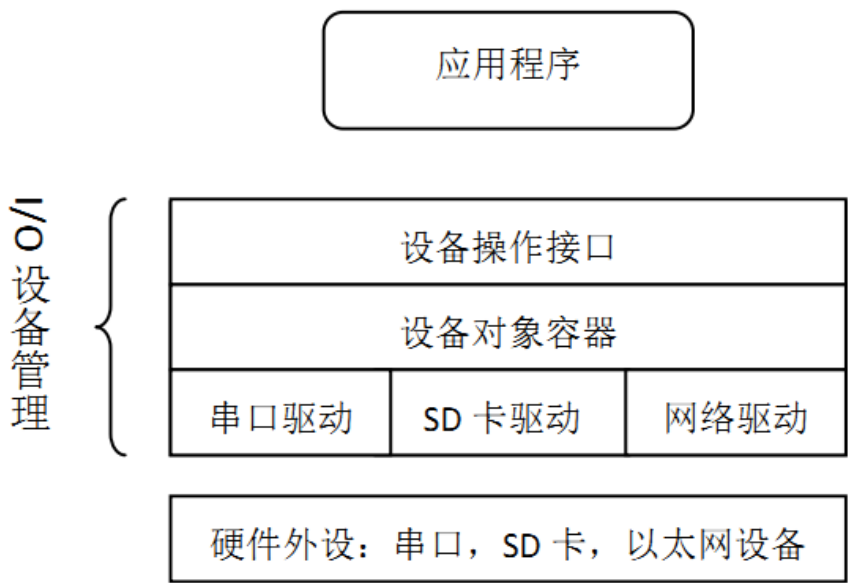 应用程序
I/O设备管理
设备操作接口
设备对象容器
串口驱动
SD 卡驱动
网络驱动
硬件外设：串口，SD 卡，以太网设备